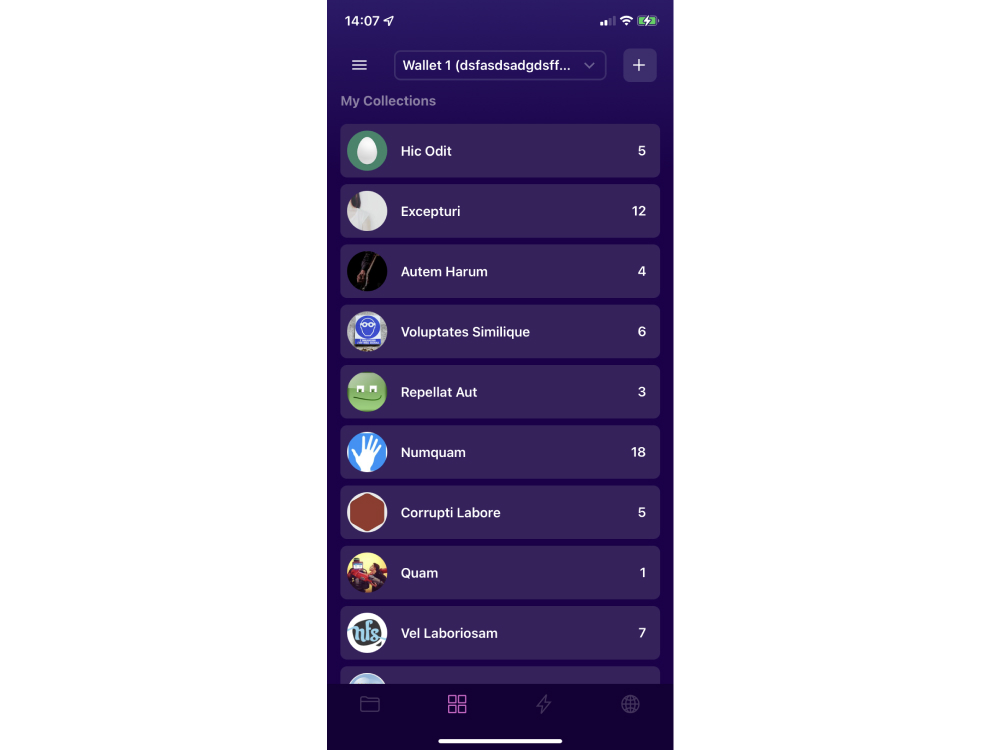 14:07
Wallet 1 (dsfasdsadgdsff...
My Collections
Hic Odit 5
Excepturi 12
Autem Harum 4
Voluptates Similique 6
Repellat Aut 3
Numquam 18
Corrupti Labore 5
Quam 1
nfs
Vel Laboriosam 7